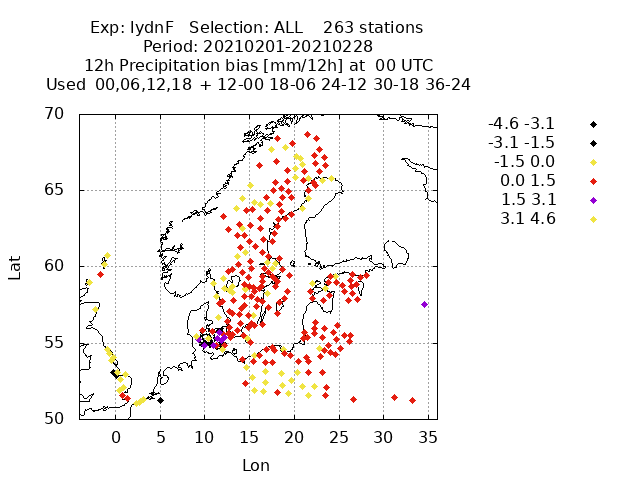 Exp: IydnF   Selection: ALL    263 stations
Period: 20210201-20210228
12h Precipitation bias [mm/12h] at  00 UTC
Used  00,06,12,18  + 12-00 18-06 24-12 30-18 36-24
70
65
60
55
50
Lat
0 5 10 15 20 25 30 35
Lon
-4.6 -3.1
-3.1 -1.5
-1.5 0.0
0.0 1.5
1.5 3.1
3.1 4.6